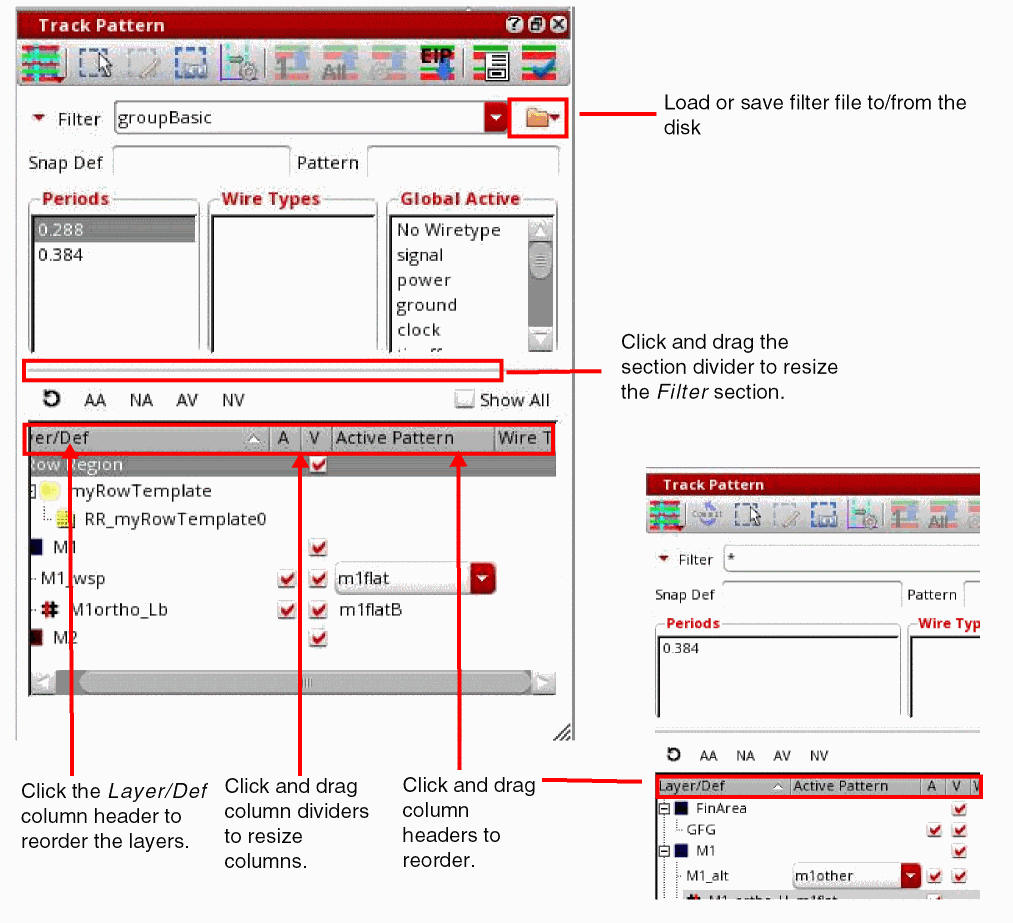 Track Pattern
All
EIP
Filter groupBasic
Load or save filter file to/from the
disk
Snap Def Pattern
Periods Wire Types Global Active
0.288
0.384
No Wiretype
signal
power
ground
clock
Click and drag the
section divider to resize
the Filter section.
AA NA AV NV Show All
yer/Def A V Active Pattern Wire T
Row Region
myRowTemplate
RR_myRowTemplate0
M1
M1_wsp m1flat
M1ortho_Lb m1flatB
M2
Click the Layer/Def
column header to
reorder the layers.
Click and drag
column dividers
to resize
columns.
Click and drag
column
headers to
reorder.
Track Pattern
All
Filter *
Snap Def Pattern
Periods Wire Typ
0.384
AA NA AV NV
Layer/Def Active Pattern A V
FinArea
GFG
M1
M1_alt m1other